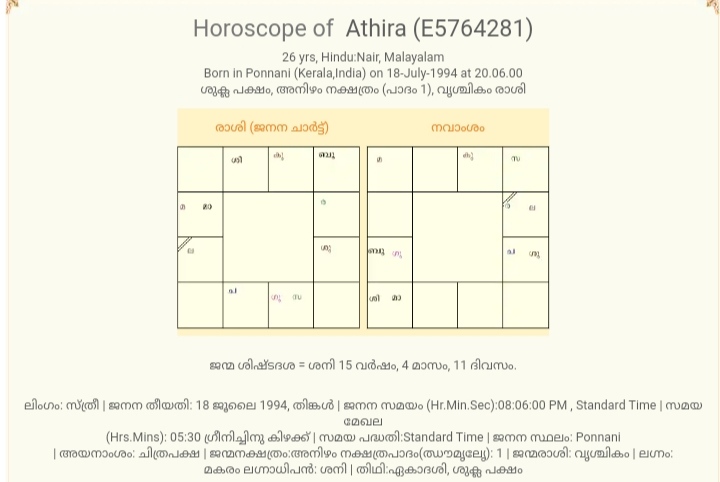 Horoscope of Athira (E5764281)
26 yrs, Hindu:Nair, Malayalam
Born in Ponnani (Kerala,India) on 18-July-1994 at 20.06.00
ശുക്ല പക്ഷം, അനിഴം നക്ഷത്രം (പാദം 1), വൃശ്ചികം രാശി
രാശി (ജനന ചാർട്ട്) നവാംശം
ശി കു ബു മ കു സ
മ മാ ര ര ല
ല ശു ബു ഗു പ ശു
പ ഗു സ ശി മാ
ജന്മ ശിഷ്ടദശ = ശനി 15 വർഷം, 4 മാസം, 11 ദിവസം.
ലിംഗം: സ്ത്രീ | ജനന തീയതി: 18 ജൂലൈ 1994, തിങ്കൾ | ജനന സമയം (Hr.Min.Sec):08:06:00 PM , Standard Time | സമയ
മേഖല
(Hrs.Mins): 05:30 ഗ്രീനിച്ചിനു കിഴക്ക് | സമയ പദ്ധതി:Standard Time | ജനന സ്ഥലം: Ponnani
| അയനാംശം: ചിത്രപക്ഷ | ജന്മനക്ഷത്രം:അനിഴം നക്ഷത്രപാദം(ഝൗമൂല്യേ): 1 | ജന്മരാശി: വൃശ്ചികം | ലഗ്നം:
മകരം ലഗ്നാധിപൻ: ശനി | തിഥി:ഏകാദശി, ശുക്ല പക്ഷം